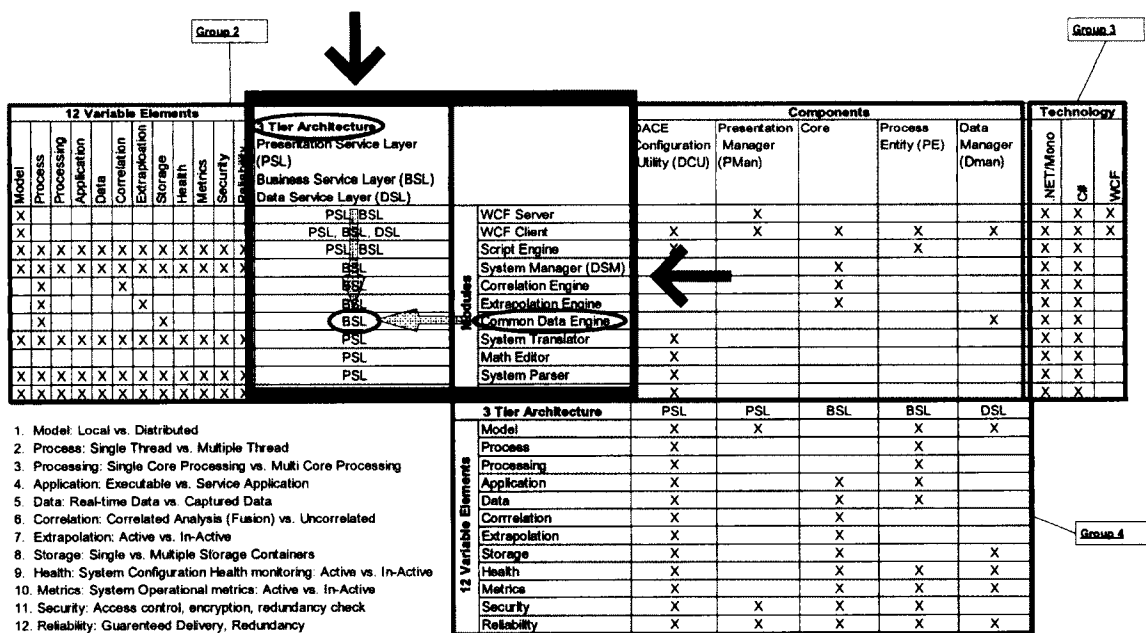 Group 2
Group 3
12 Variable Elements
Components
Technology
Model
Process
Processing
Application
Data
Correlation
Extraploation
Storage
Health
Metrics
Security
Reliability
3 Tier Architecture
Presentation Service Layer
(PSL)
Business Service Layer (BSL)
Data Service Layer (DSL)
DACE
Configuration
Utility (DCU)
Presentation
Manager
(PMan)
Core
Process
Entity (PE)
Data
Manager
(Dman)
.NET/Mono
C#
WCF
Modules
X PSL, BSL WCF Server X X X X
X PSL, BSL, DSL WCF Client X X X X X X X X
X X X X X X X X X X X X PSL, BSL Script Engine X X X X
X X X X X X X X X X X X BSL System Manager (DSM) X X X
X X BSL Correlation Engine X X X
X X BSL Extrapolation Engine X X X
X X BSL Common Data Engine X X X
X X X X X X X X X X X X PSL System Translator X X X
PSL Math Editor X X X
X X X X X X X X X X X X PSL System Parser X X X
X X X X X X X X X X X X X X X
3 Tier Architecture PSL PSL BSL BSL DSL
12 Variable Elements
Model X X X X
Process X X
Processing X X
Application X X X
Data X X X
Corrrelation X X
Extrapolation X X
Storage X X X
Health X X X X
Metrics X X X X
Security X X X X
Reliability X X X X X
Group 4
1. Model: Local vs. Distributed
2. Process: Single Thread vs. Multiple Thread
3. Processing: Single Core Processing vs. Multi Core Processing
4. Application: Executable vs. Service Application
5. Data: Real-time Data vs. Captured Data
6. Correlation: Correlated Analysis (Fusion) vs. Uncorrelated
7. Extrapolation: Active vs. In-Active
8. Storage: Single vs. Multiple Storage Containers
9. Health: System Configuration Health monitoring: Active vs. In-Active
10. Metrics: System Operational metrics: Active vs. In-Active
11. Security: Access control, encryption, redundancy check
12. Reliability: Guarenteed Delivery, Redundancy